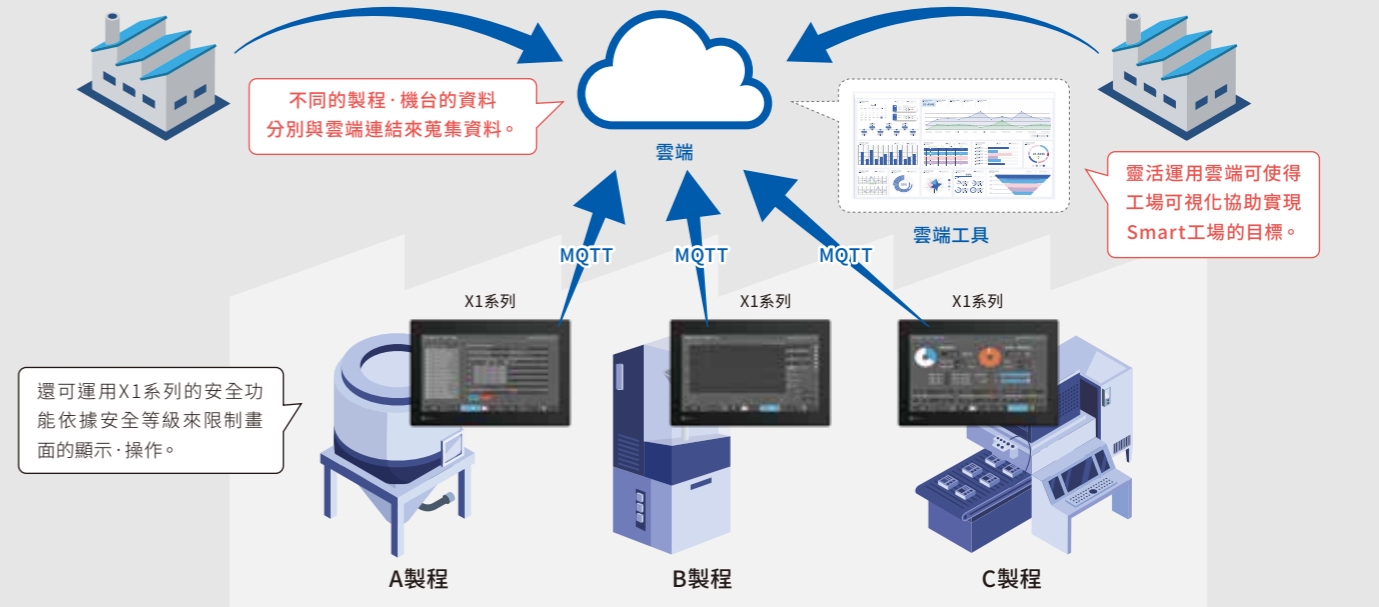 不同的製程·機台的資料
分別與雲端連結來蒐集資料。
雲端
雲端工具
靈活運用雲端可使得
工場可視化協助實現
Smart工場的目標。
MQTT
MQTT
MQTT
X1系列
X1系列
X1系列
還可運用X1系列的安全功
能依據安全等級來限制畫
面的顯示·操作。
A製程
B製程
C製程